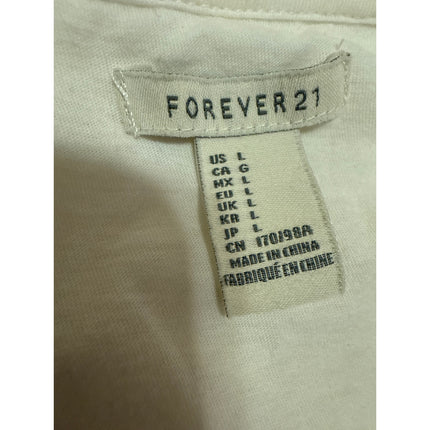 FOREVER 21
US L
CA G
MX L
EU L
UK L
KR L
JP L
CN 170/98A
MADE IN CHINA
FABRIQUÉ EN CHINE